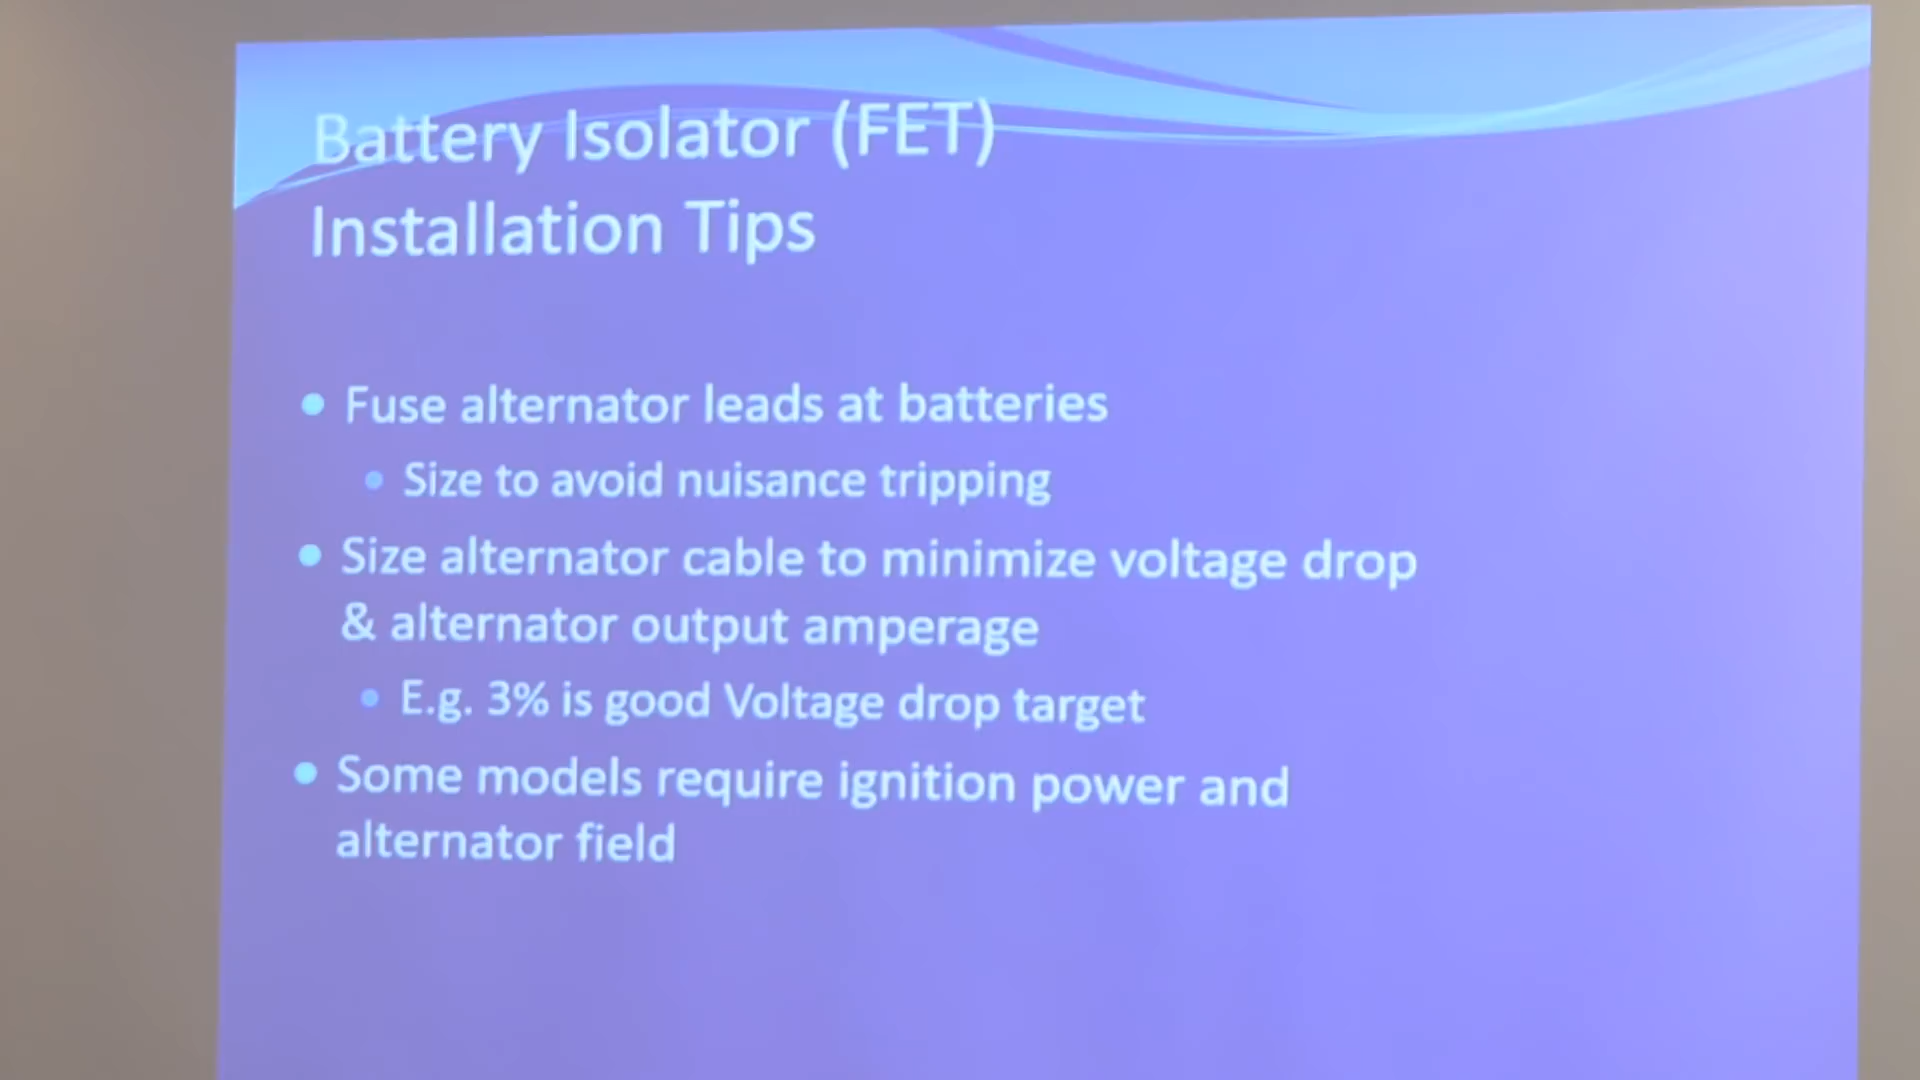 Battery Isolator (FET)
Installation Tips
• Fuse alternator leads at batteries
• Size to avoid nuisance tripping
• Size alternator cable to minimize voltage drop
& alternator output amperage
• E.g. 3% is good Voltage drop target
• Some models require ignition power and
alternator field